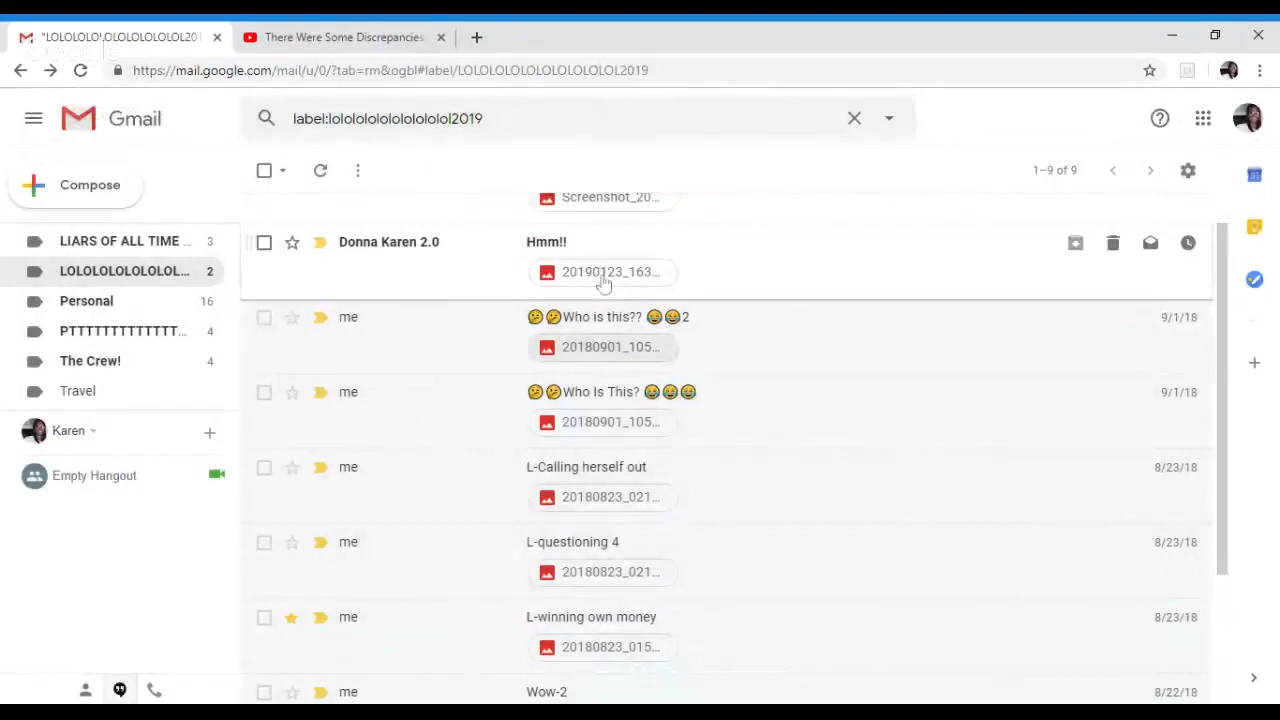 "LOLOLOLOLOLOLOLOLOL201
There Were Some Discrepancies
https://mail.google.com/mail/u/0/?tab=rm&ogbl#label/LOLOLOLOLOLOLOLOLOL2019
Gmail
label:lololololololololol2019
Compose
1–9 of 9
Screenshot_20...
LIARS OF ALL TIME ... 3
Donna Karen 2.0 Hmm!!
LOLOLOLOLOLOL... 2
20190123_163...
Personal 16
me 🤔🤔Who is this?? 😂😂2 9/1/18
PTTTTTTTTTTTTT... 4
20180901_105...
The Crew! 4
Travel
me 🤔🤔Who Is This? 😂😂😂 9/1/18
20180901_105...
Karen
me L-Calling herself out 8/23/18
Empty Hangout
20180823_021...
me L-questioning 4 8/23/18
20180823_021...
me L-winning own money 8/23/18
20180823_015...
me Wow-2 8/22/18